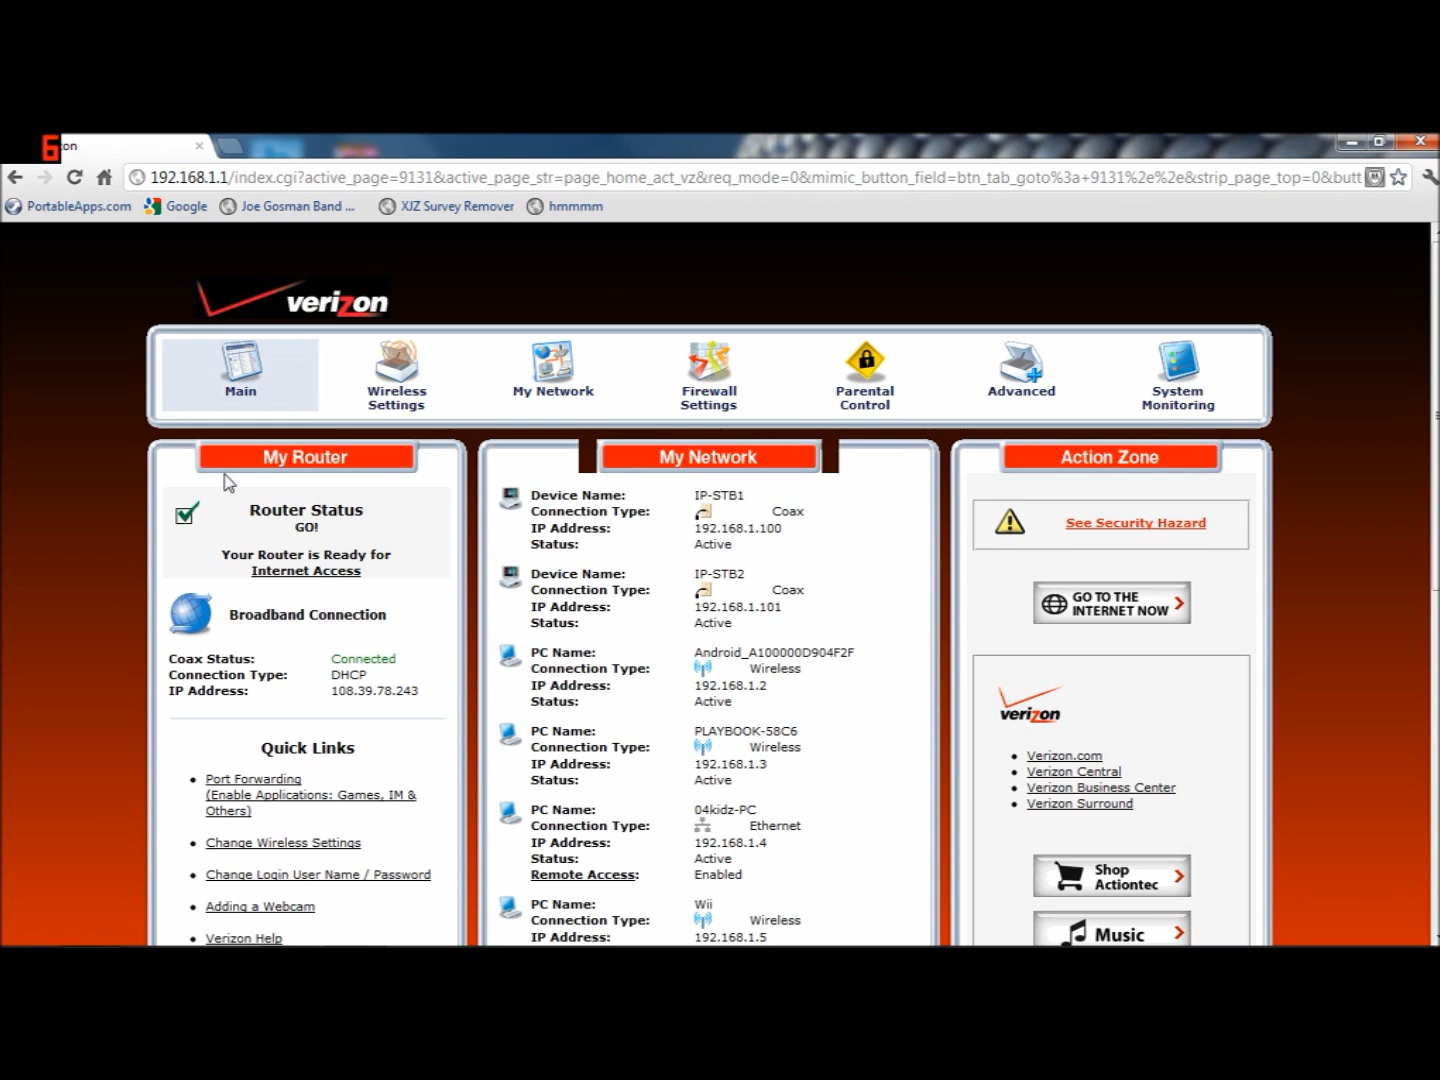 6
on
192.168.1.1/index.cgi?active_page=9131&active_page_str=page_home_act_vz&req_mode=0&mimic_button_field=btn_tab_goto%3a+9131%2e%2e&strip_page_top=0&butt
PortableApps.com Google Joe Gosman Band ... XJZ Survey Remover hmmmm
verizon
Main
Wireless
Settings
My Network
Firewall
Settings
Parental
Control
Advanced
System
Monitoring
My Router
Router Status
GO!
Your Router is Ready for
Internet Access
Broadband Connection
Coax Status: Connected
Connection Type: DHCP
IP Address: 108.39.78.243
Quick Links
Port Forwarding
(Enable Applications: Games, IM &
Others)
Change Wireless Settings
Change Login User Name / Password
Adding a Webcam
Verizon Help
My Network
Device Name: IP-STB1
Connection Type: Coax
IP Address: 192.168.1.100
Status: Active
Device Name: IP-STB2
Connection Type: Coax
IP Address: 192.168.1.101
Status: Active
PC Name: Android_A100000D904F2F
Connection Type: Wireless
IP Address: 192.168.1.2
Status: Active
PC Name: PLAYBOOK-58C6
Connection Type: Wireless
IP Address: 192.168.1.3
Status: Active
PC Name: 04kidz-PC
Connection Type: Ethernet
IP Address: 192.168.1.4
Status: Active
Remote Access: Enabled
PC Name: Wii
Connection Type: Wireless
IP Address: 192.168.1.5
Action Zone
See Security Hazard
GO TO THE
INTERNET NOW
verizon
Verizon.com
Verizon Central
Verizon Business Center
Verizon Surround
Shop
Actiontec
Music